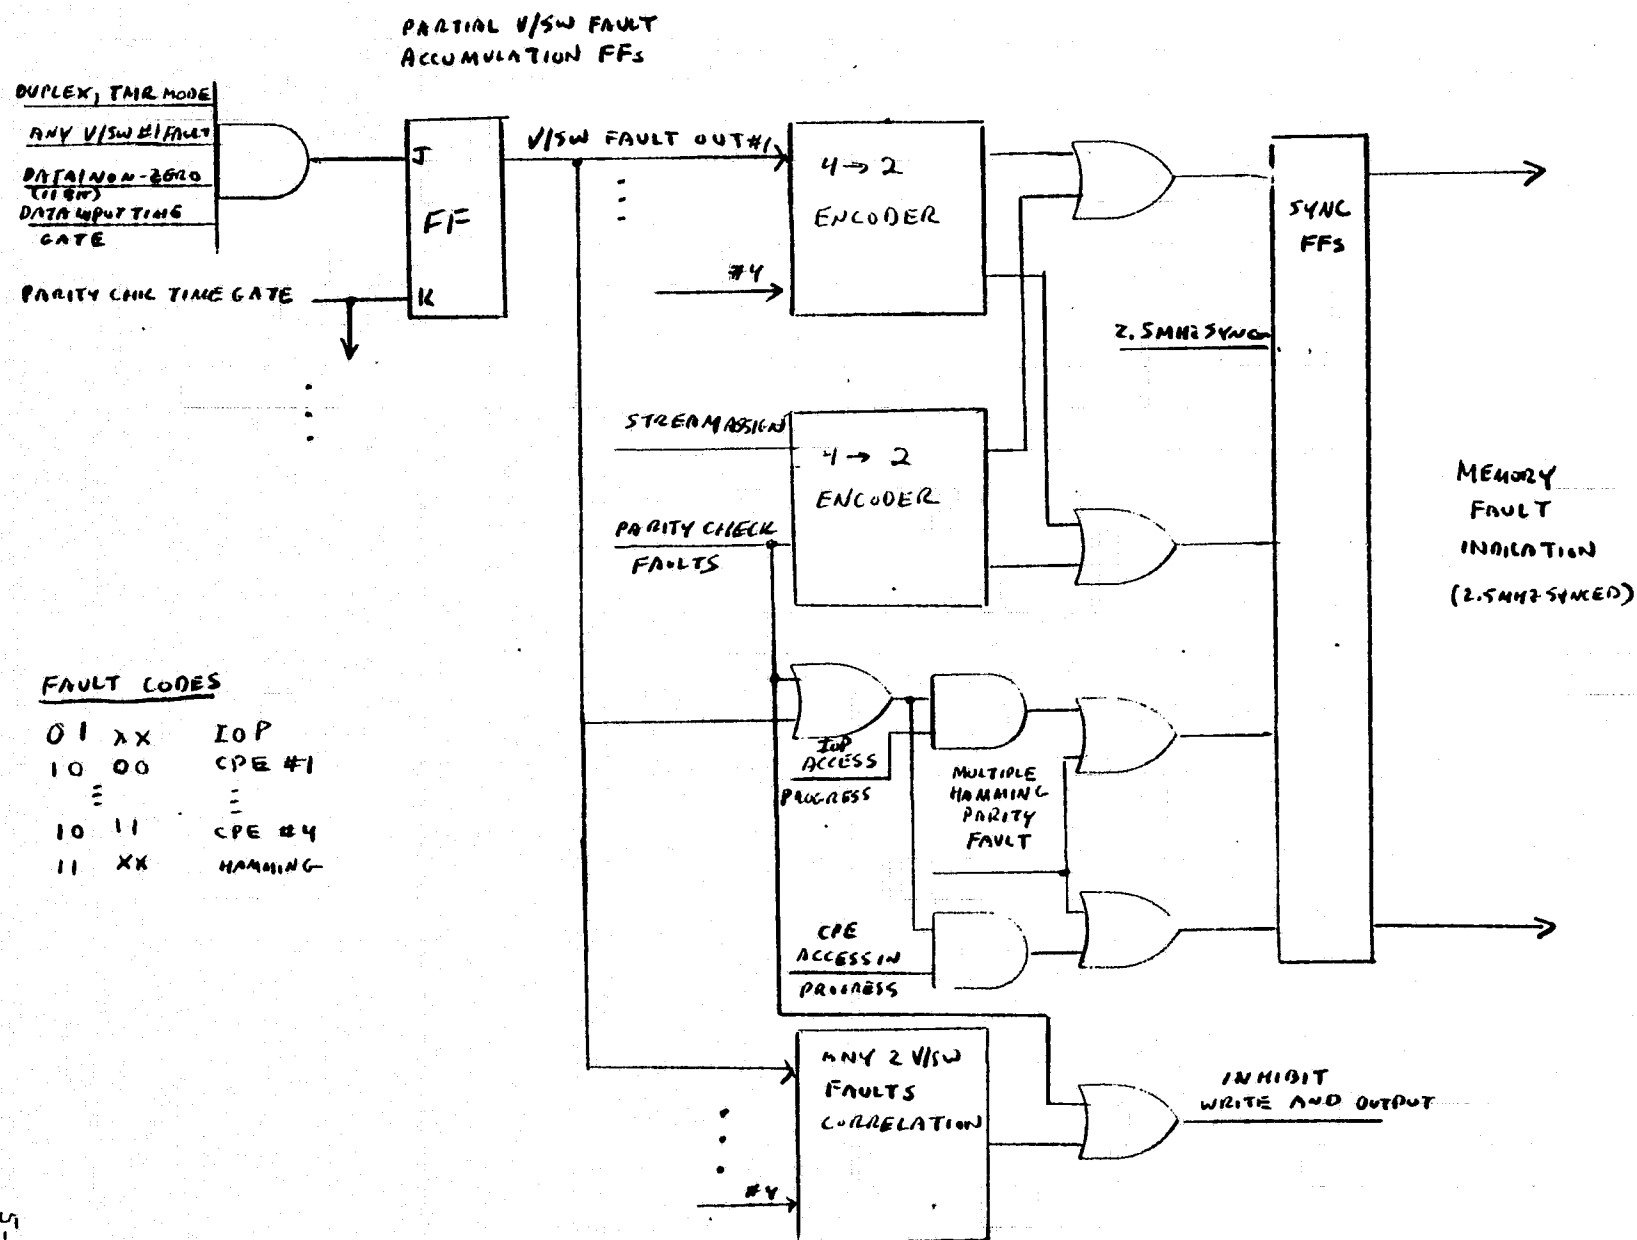 PARTIAL V/SW FAULT
ACCUMULATION FFs
DUPLEX, TMR MODE
ANY V/SW #1 FAULT
DATA NON-ZERO
(11 BIT)
DATA INPUT TIME
GATE
PARITY CHK TIME GATE
J
FF
K
V/SW FAULT OUT #1
#4
4→2
ENCODER
STREAM ASSIGN
PARITY CHECK
FAULTS
4→2
ENCODER
2.5MHZ SYNC
SYNC
FFs
MEMORY
FAULT
INDICATION
(2.5MHZ SYNCED)
FAULT CODES
01 XX IOP
10 00 CPE #1
10 11 CPE #4
11 XX HAMMING
IOP
ACCESS
PROGRESS
MULTIPLE
HAMMING
PARITY
FAULT
CPE
ACCESS IN
PROGRESS
ANY 2 V/SW
FAULTS
CORRELATION
#4
INHIBIT
WRITE AND OUTPUT